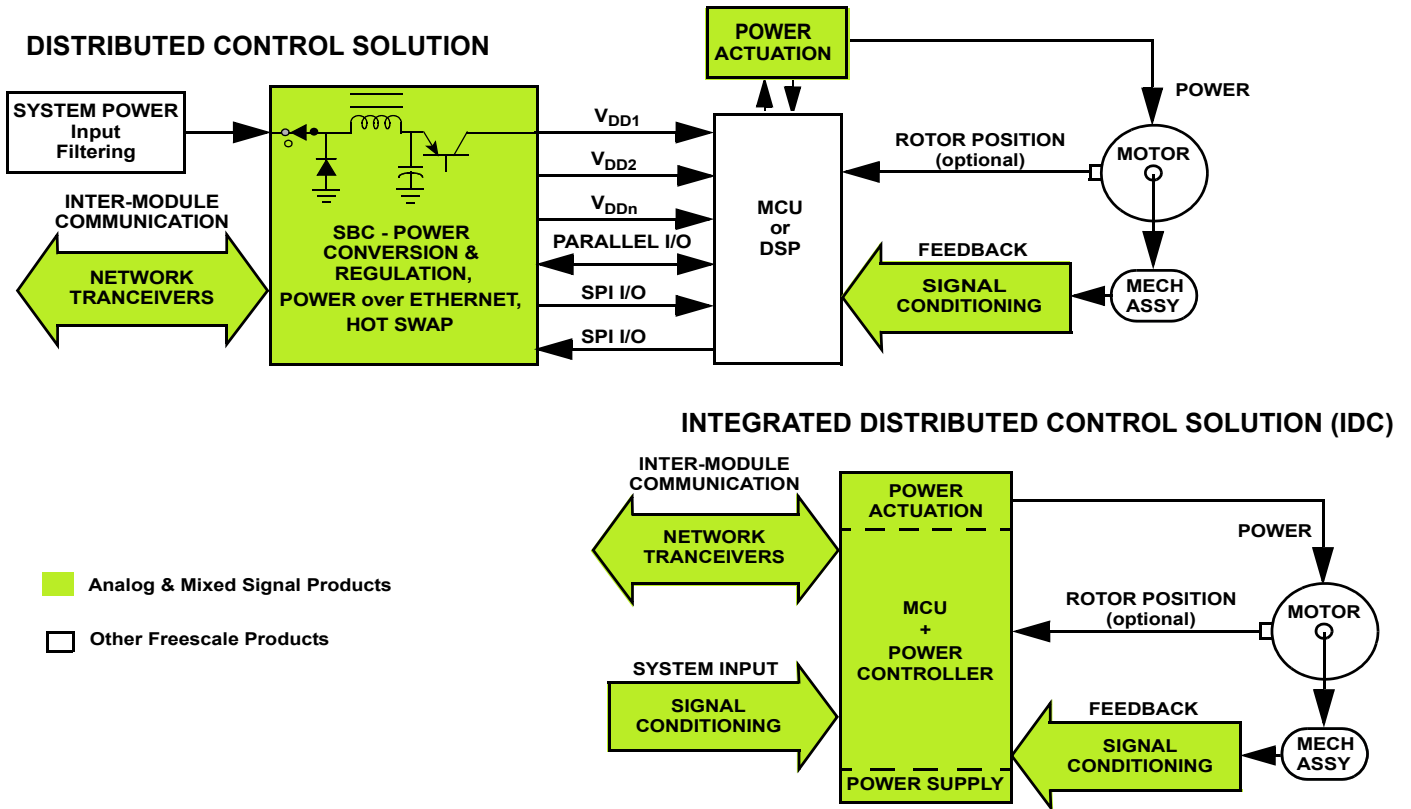 DISTRIBUTED CONTROL SOLUTION
POWER
ACTUATION
SYSTEM POWER
Input
Filtering
INTER-MODULE
COMMUNICATION
NETWORK
TRANCEIVERS
SBC - POWER
CONVERSION &
REGULATION,
POWER over ETHERNET,
HOT SWAP
VDD1
VDD2
VDDn
PARALLEL I/O
SPI I/O
SPI I/O
MCU
or
DSP
POWER
ROTOR POSITION
(optional)
MOTOR
FEEDBACK
SIGNAL
CONDITIONING
MECH
ASSY
INTEGRATED DISTRIBUTED CONTROL SOLUTION (IDC)
INTER-MODULE
COMMUNICATION
NETWORK
TRANCEIVERS
SYSTEM INPUT
SIGNAL
CONDITIONING
POWER
ACTUATION
MCU
+
POWER
CONTROLLER
POWER SUPPLY
POWER
ROTOR POSITION
(optional)
MOTOR
FEEDBACK
SIGNAL
CONDITIONING
MECH
ASSY
Analog & Mixed Signal Products
Other Freescale Products